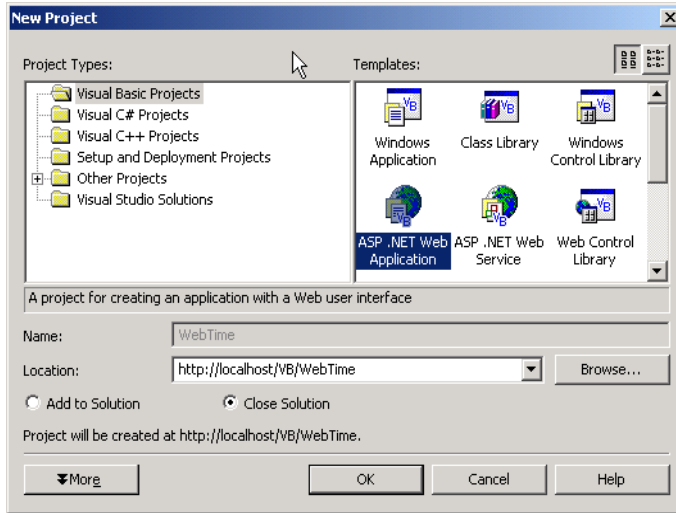 New Project
Project Types:
Templates:
Visual Basic Projects
Visual C# Projects
Visual C++ Projects
Setup and Deployment Projects
Other Projects
Visual Studio Solutions
Windows
Application
Class Library
Windows
Control Library
ASP .NET Web
Application
ASP .NET Web
Service
Web Control
Library
A project for creating an application with a Web user interface
Name:
WebTime
Location:
http://localhost/VB/WebTime
Browse...
Add to Solution
Close Solution
Project will be created at http://localhost/VB/WebTime.
More
OK
Cancel
Help